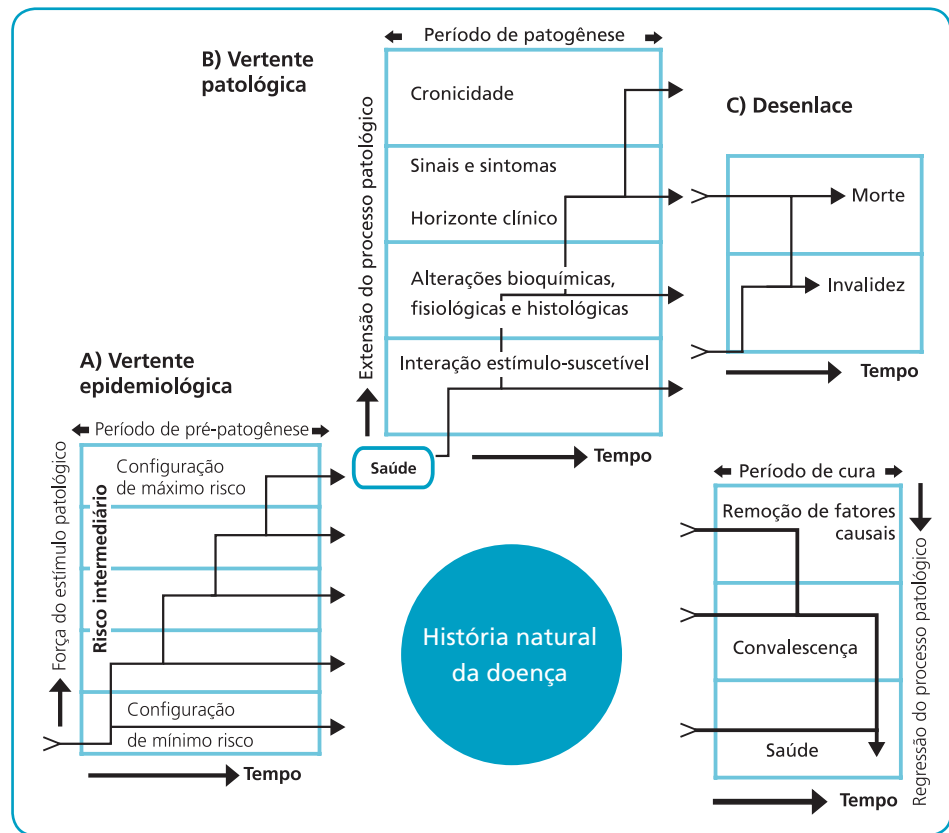 A) Vertente
epidemiológica
Período de pré-patogênese
Força do estímulo patológico
Risco intermediário
Configuração
de máximo risco
Configuração
de mínimo risco
Tempo
B) Vertente
patológica
Período de patogênese
Extensão do processo patológico
Cronicidade
Sinais e sintomas
Horizonte clínico
Alterações bioquímicas,
fisiológicas e histológicas
Interação estímulo-suscetível
Saúde
Tempo
C) Desenlace
Morte
Invalidez
Tempo
História natural
da doença
Período de cura
Remoção de fatores
causais
Convalescença
Saúde
Regressão do processo patológico
Tempo